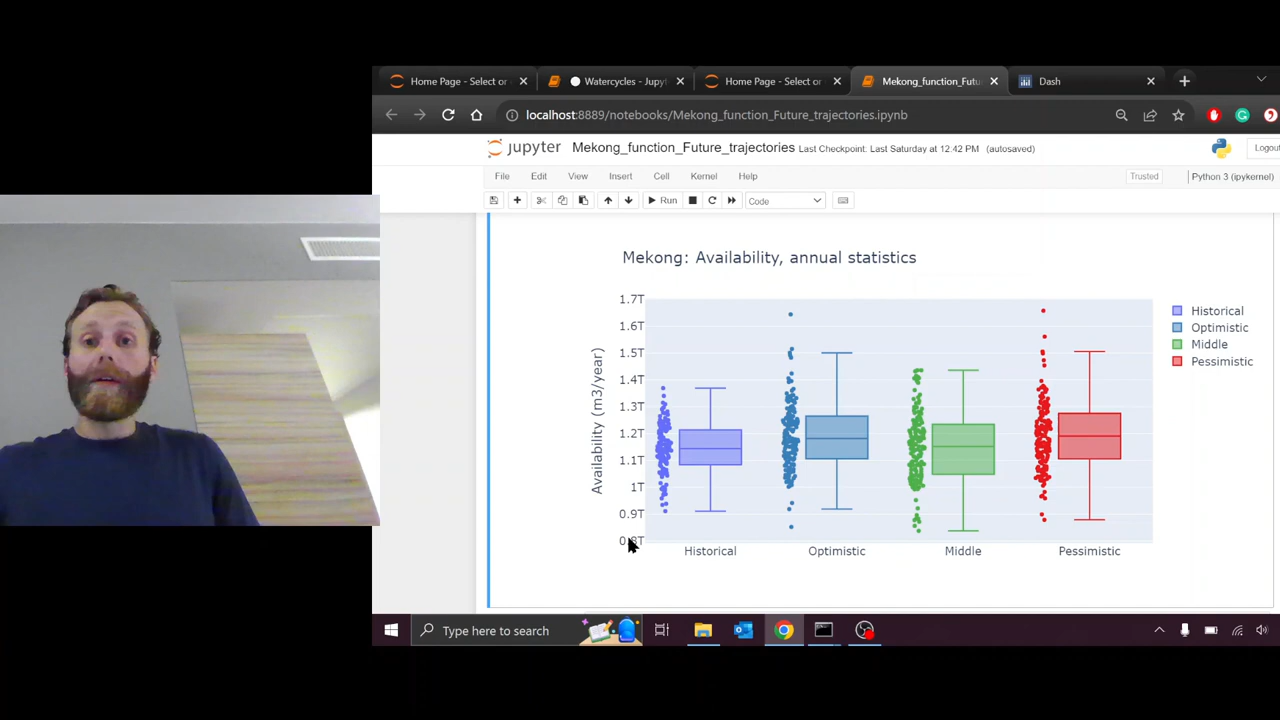 Home Page - Select or
Watercycles - Jupyt
Home Page - Select or
Mekong_function_Futu
Dash
localhost:8889/notebooks/Mekong_function_Future_trajectories.ipynb
jupyter
Mekong_function_Future_trajectories Last Checkpoint: Last Saturday at 12:42 PM (autosaved)
Logout
File Edit View Insert Cell Kernel Help
Trusted
Python 3 (ipykernel)
Run
Code
Mekong: Availability, annual statistics
1.7T
1.6T
1.5T
1.4T
1.3T
1.2T
1.1T
1T
0.9T
0.8T
Availability (m3/year)
Historical
Optimistic
Middle
Pessimistic
Historical
Optimistic
Middle
Pessimistic
Type here to search